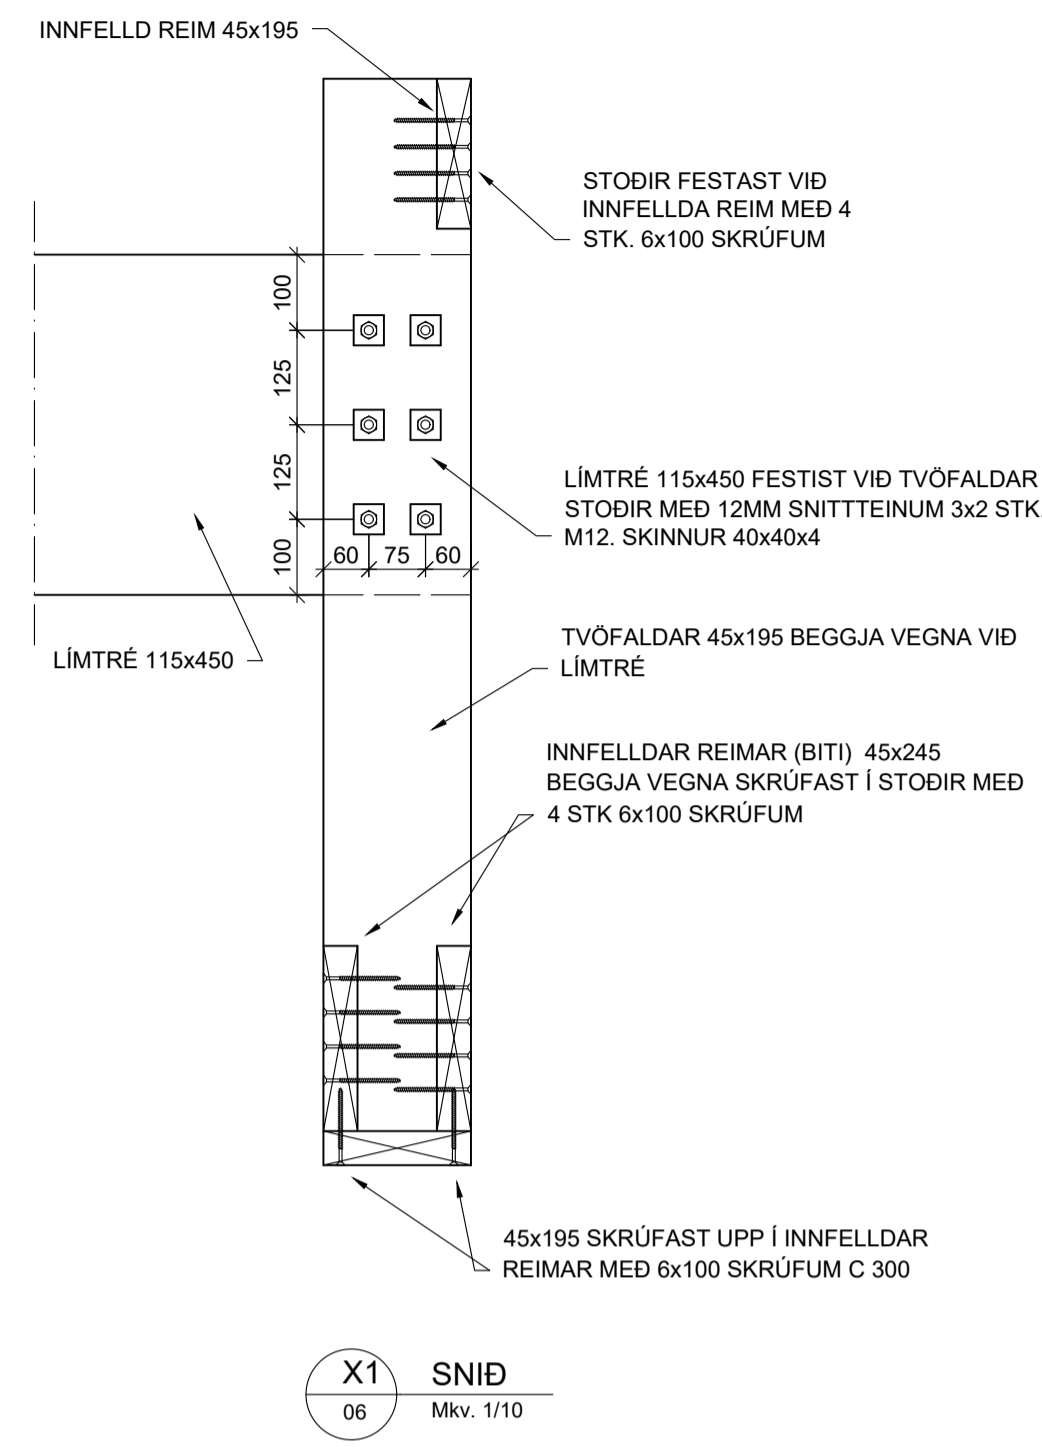 INNFELLD REIM 45x195
STOÐIR FESTAST VIÐ
INNFELLDA REIM MEÐ 4
STK. 6x100 SKRÚFUM
100
125
125
100
60 75 60
LÍMTRÉ 115x450 FESTIST VIÐ TVÖFALDAR
STOÐIR MEÐ 12MM SNITTTEINUM 3x2 STK.
M12. SKINNUR 40x40x4
LÍMTRÉ 115x450
TVÖFALDAR 45x195 BEGGJA VEGNA VIÐ
LÍMTRÉ
INNFELLDAR REIMAR (BITI) 45x245
BEGGJA VEGNA SKRÚFAST Í STOÐIR MEÐ
4 STK 6x100 SKRÚFUM
45x195 SKRÚFAST UPP Í INNFELLDAR
REIMAR MEÐ 6x100 SKRÚFUM C 300
X1
06
SNIÐ
Mkv. 1/10